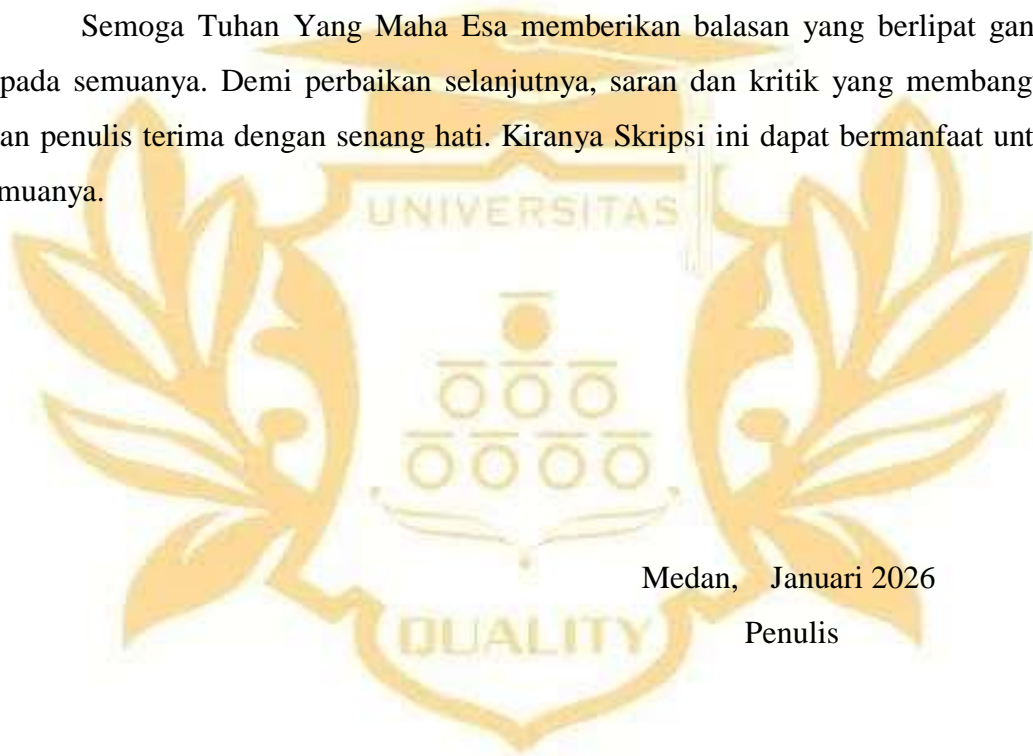 Semoga Tuhan Yang Maha Esa memberikan balasan yang berlipat gan
pada semuanya. Demi perbaikan selanjutnya, saran dan kritik yang membang
an penulis terima dengan senang hati. Kiranya Skripsi ini dapat bermanfaat unt
muanya.
UNIVERSITAS
Medan, Januari 2026
QUALITY
Penulis